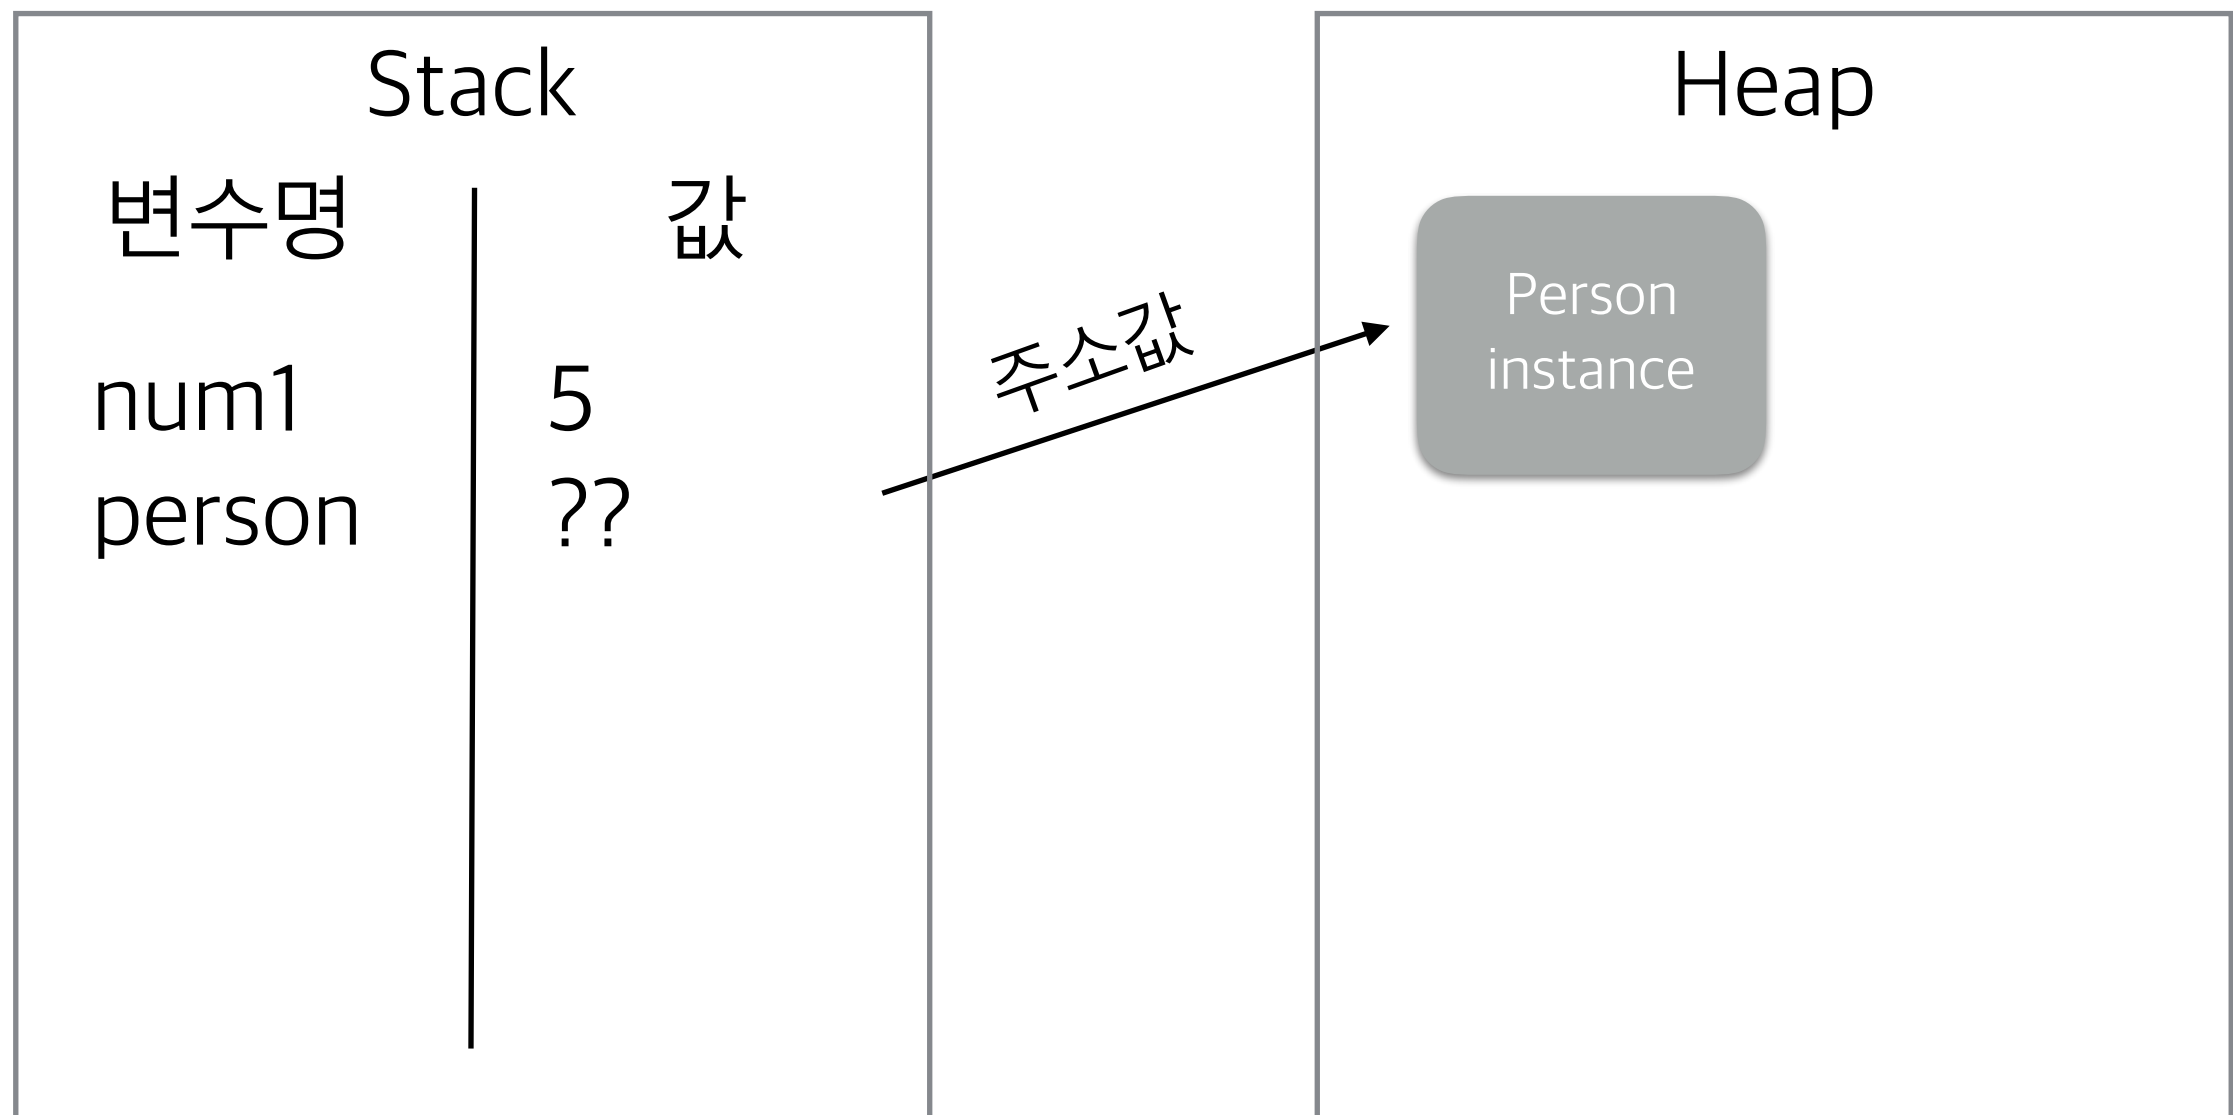 Stack
변수명 값
num1 5
person ??
주소값
Heap
Person
instance